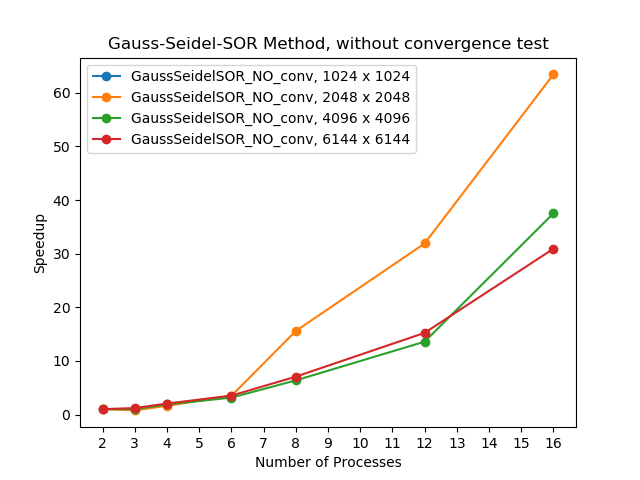 Gauss-Seidel-SOR Method, without convergence test
GaussSeidelSOR_NO_conv, 1024 x 1024
GaussSeidelSOR_NO_conv, 2048 x 2048
GaussSeidelSOR_NO_conv, 4096 x 4096
GaussSeidelSOR_NO_conv, 6144 x 6144
60
50
40
30
20
10
0
Speedup
2 3 4 5 6 7 8 9 10 11 12 13 14 15 16
Number of Processes